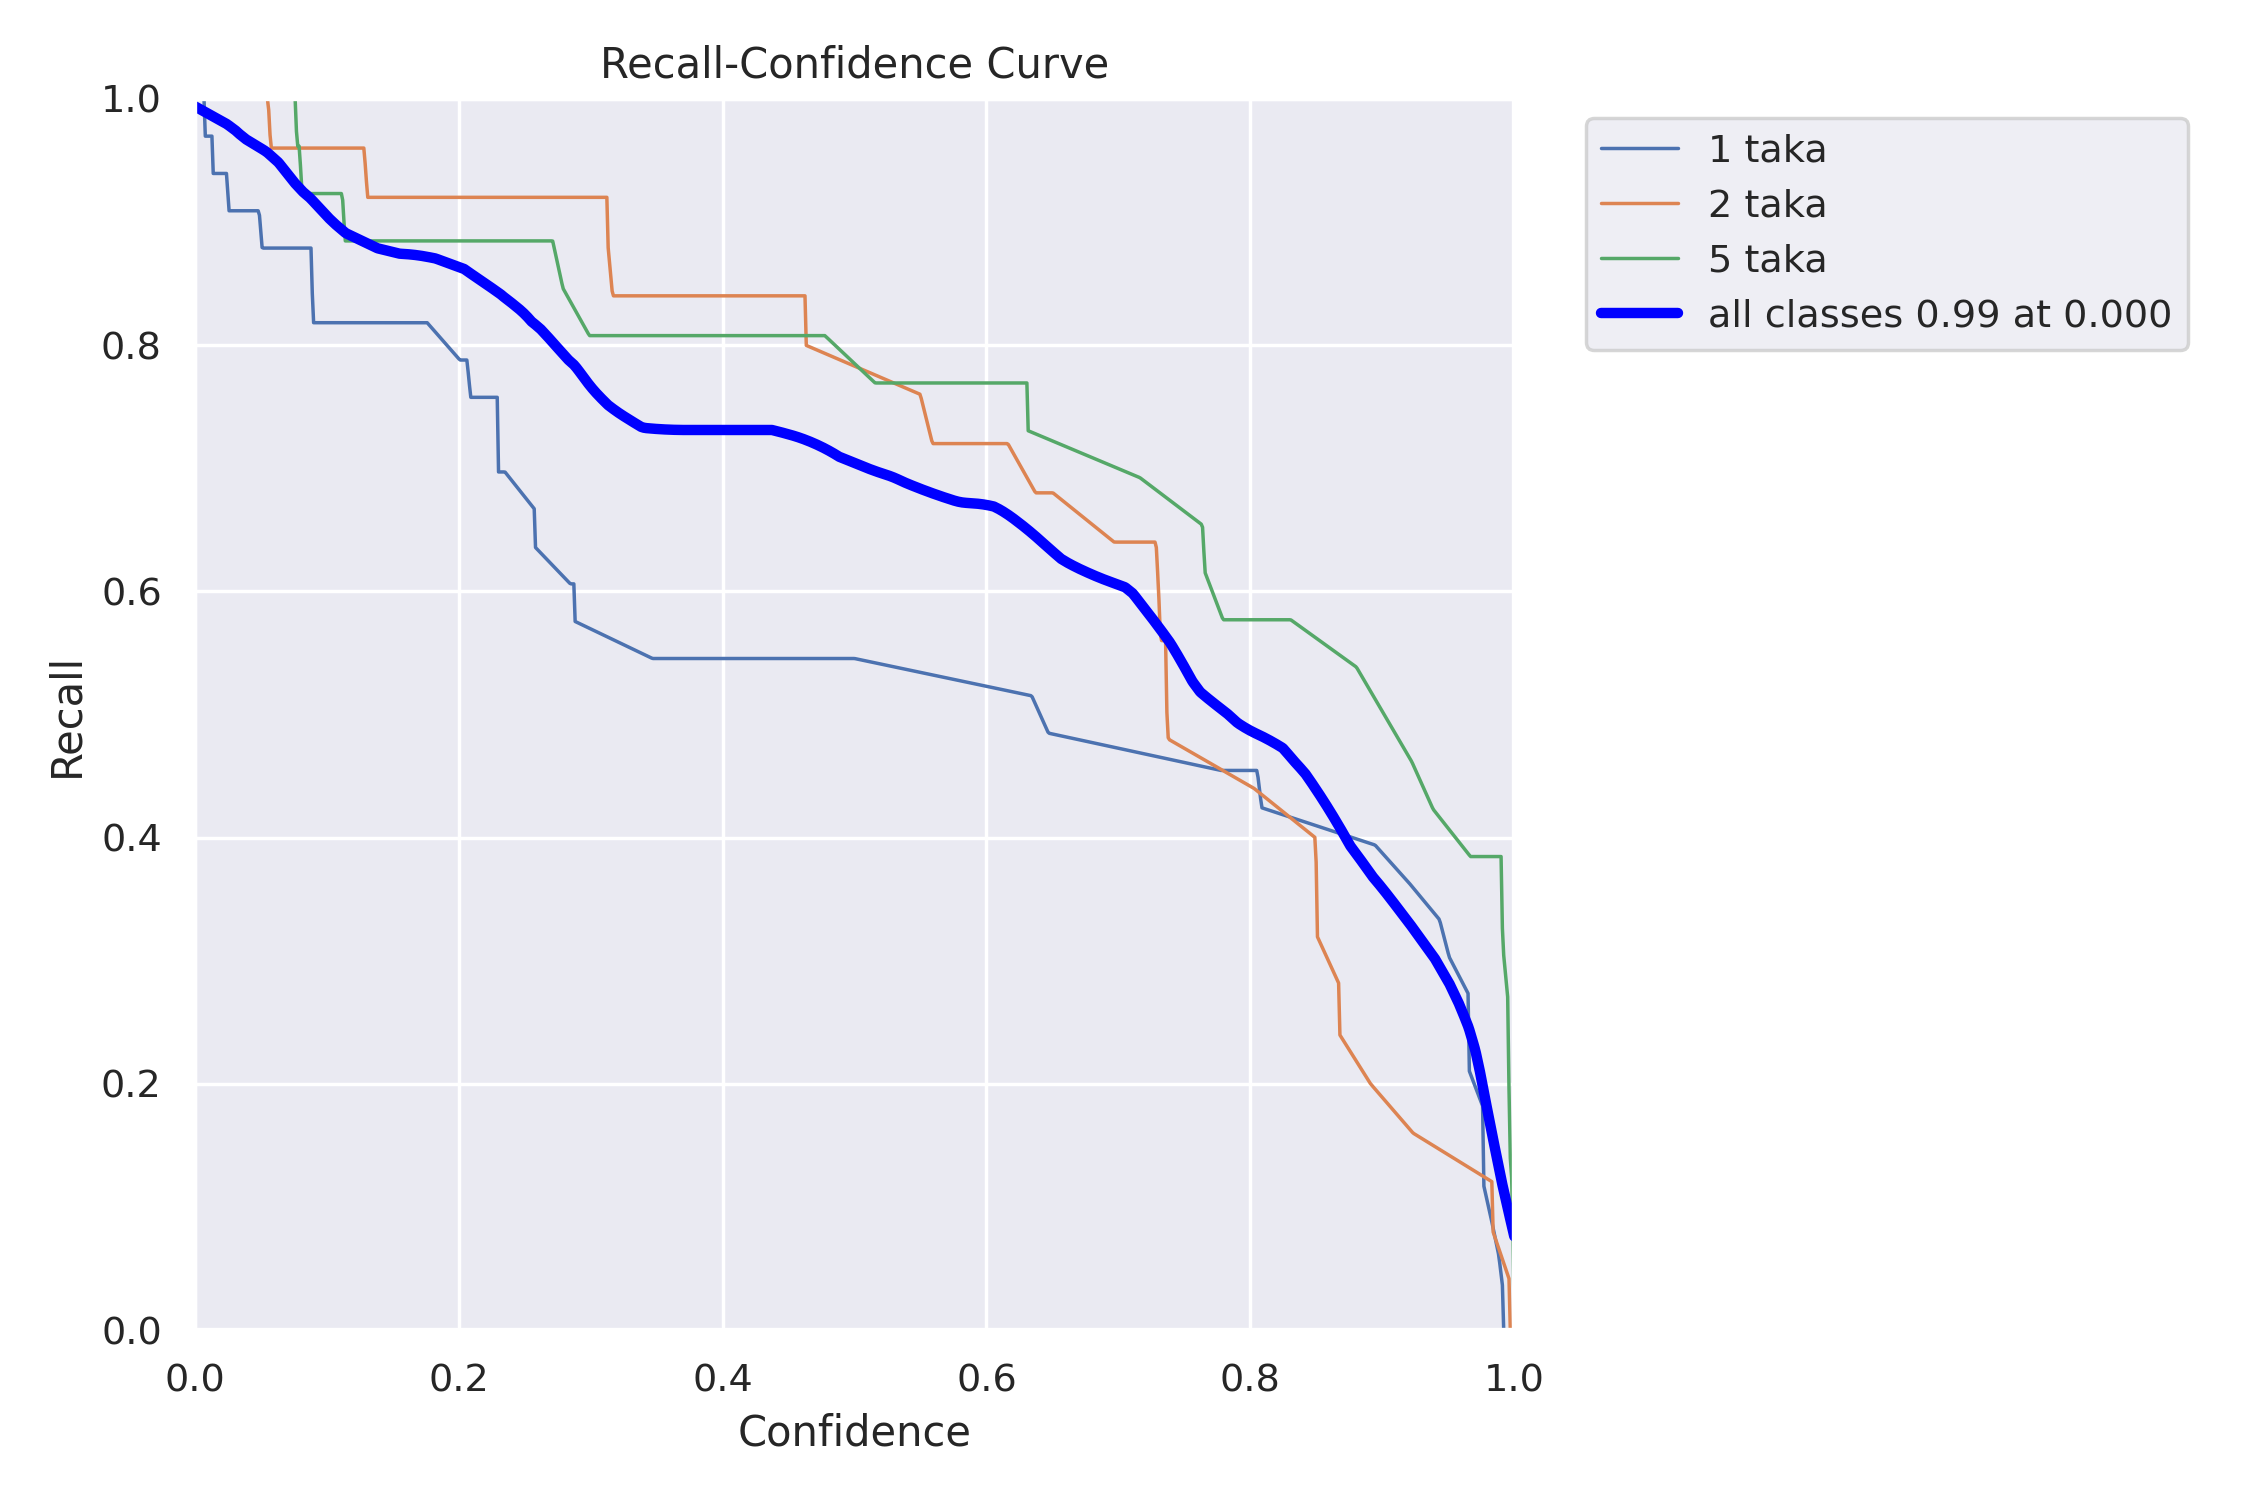 Recall-Confidence Curve
1.0
0.8
0.6
0.4
0.2
0.0
Recall
0.0 0.2 0.4 0.6 0.8 1.0
Confidence
1 taka
2 taka
5 taka
all classes 0.99 at 0.000